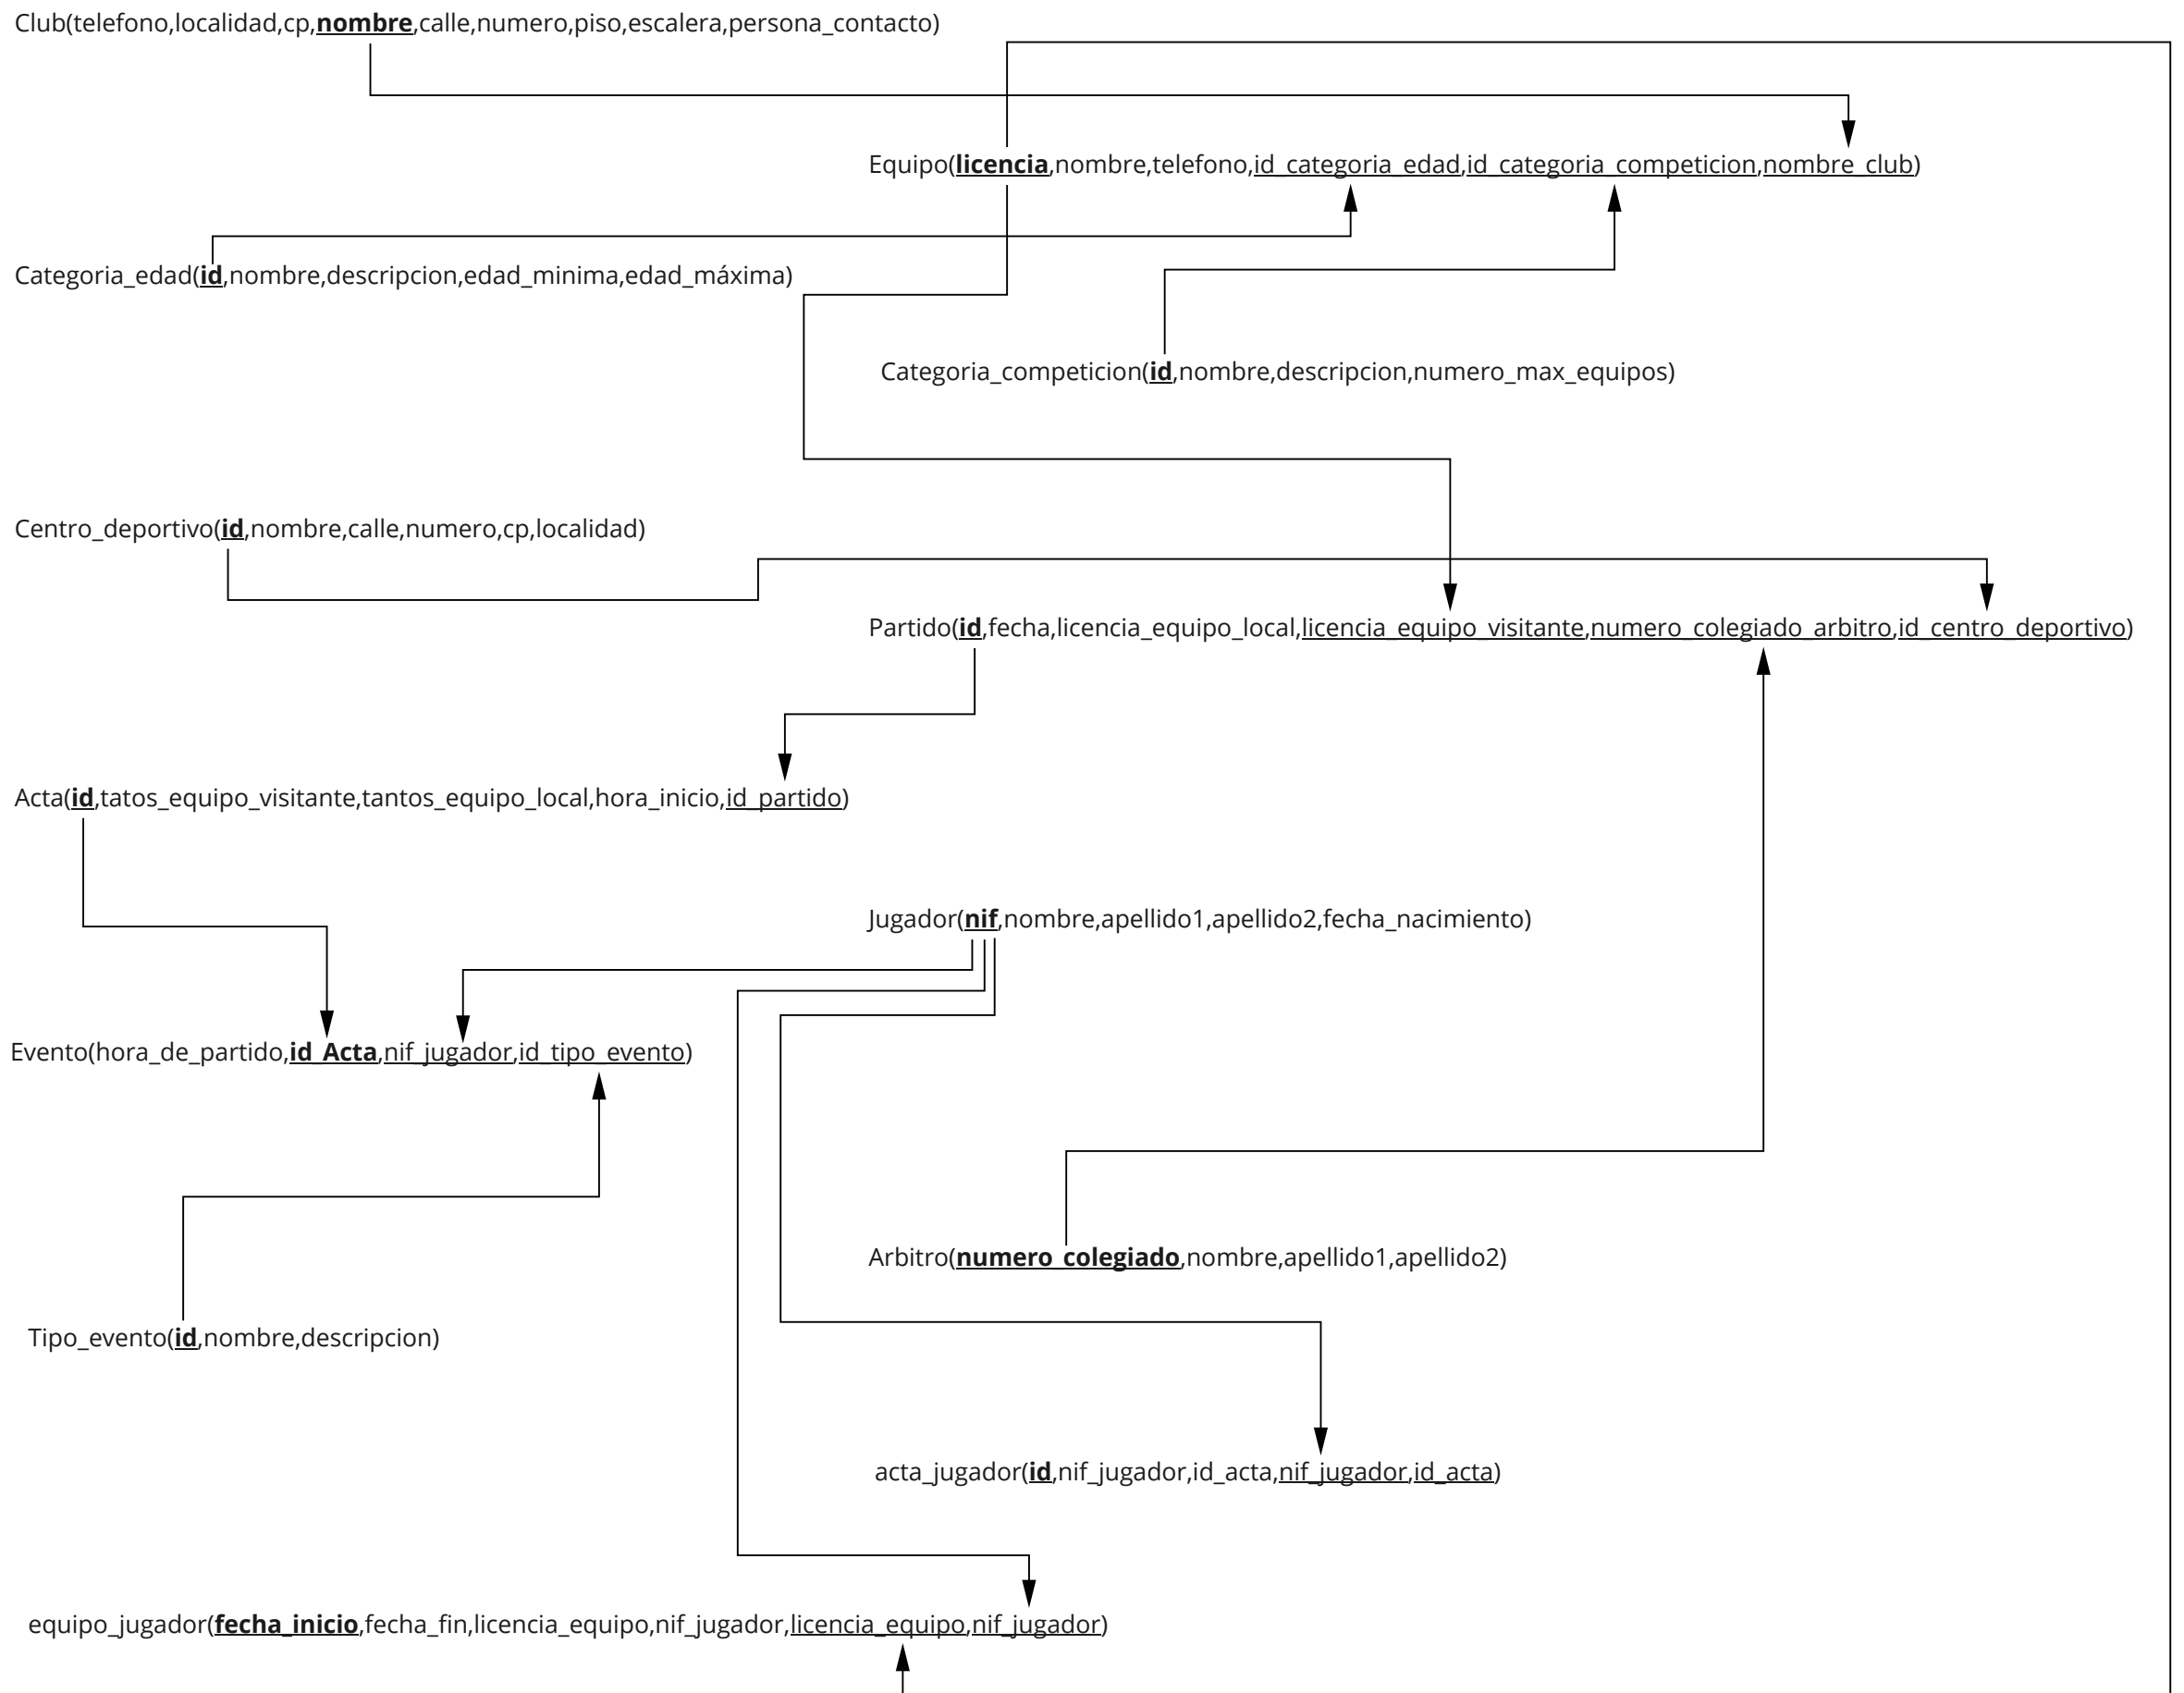 Club(telefono,localidad,cp,nombre,calle,numero,piso,escalera,persona_contacto)
Equipo(licencia,nombre,telefono,id_categoria_edad,id_categoria_competicion,nombre_club)
Categoria_edad(id,nombre,descripcion,edad_minima,edad_máxima)
Categoria_competicion(id,nombre,descripcion,numero_max_equipos)
Centro_deportivo(id,nombre,calle,numero,cp,localidad)
Partido(id,fecha,licencia_equipo_local,licencia_equipo_visitante,numero_colegiado_arbitro,id_centro_deportivo)
Acta(id,tatos_equipo_visitante,tantos_equipo_local,hora_inicio,id_partido)
Jugador(nif,nombre,apellido1,apellido2,fecha_nacimiento)
Evento(hora_de_partido,id_Acta,nif_jugador,id_tipo_evento)
Arbitro(numero_colegiado,nombre,apellido1,apellido2)
Tipo_evento(id,nombre,descripcion)
acta_jugador(id,nif_jugador,id_acta,nif_jugador,id_acta)
equipo_jugador(fecha_inicio,fecha_fin,licencia_equipo,nif_jugador,licencia_equipo,nif_jugador)